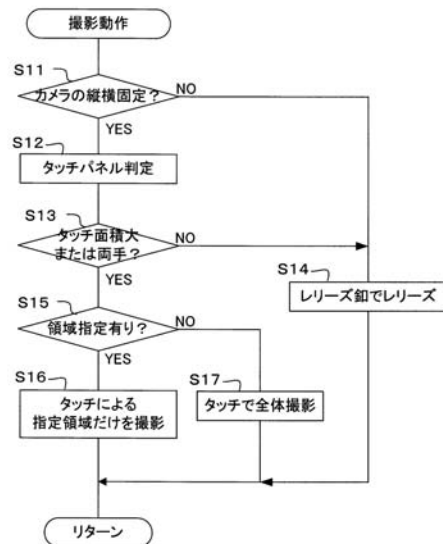 撮影動作
S11
カメラの縦横固定？
NO
YES
S12
タッチパネル判定
S13
タッチ面積大
または両手？
NO
YES
S14
レリーズ釦でレリーズ
S15
領域指定有り？
NO
YES
S16
タッチによる
指定領域だけを撮影
S17
タッチで全体撮影
リターン